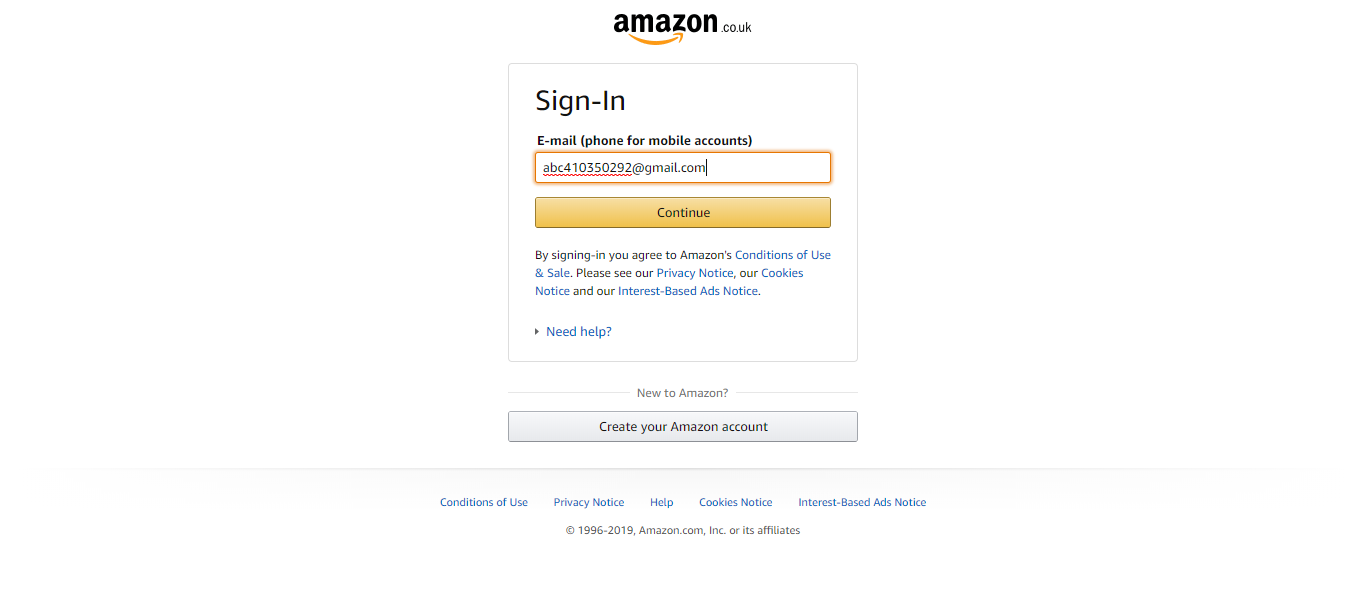 amazon.co.uk
Sign-In
E-mail (phone for mobile accounts)
abc410350292@gmail.com
Continue
By signing-in you agree to Amazon's Conditions of Use
& Sale. Please see our Privacy Notice, our Cookies
Notice and our Interest-Based Ads Notice.
Need help?
New to Amazon?
Create your Amazon account
Conditions of Use Privacy Notice Help Cookies Notice Interest-Based Ads Notice
© 1996-2019, Amazon.com, Inc. or its affiliates